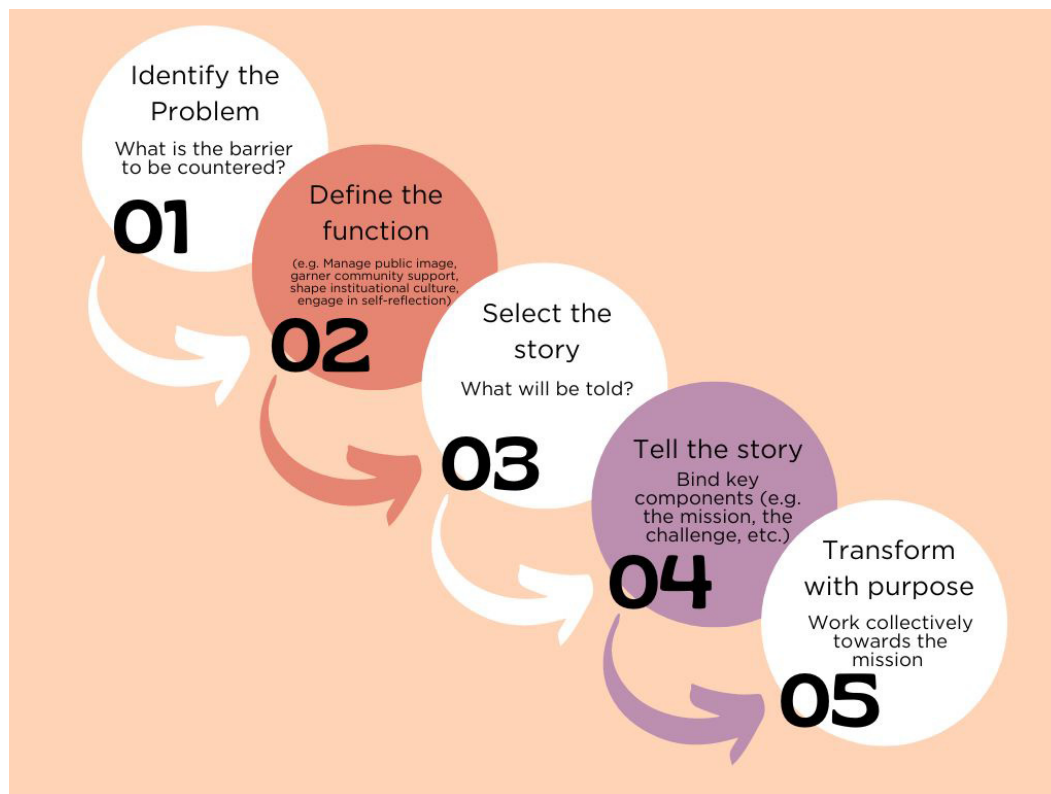 Identify the
Problem
What is the barrier
to be countered?
01
Define the
function
(e.g. Manage public image,
garner community support,
shape instituational culture,
engage in self-reflection)
02
Select the
story
What will be told?
03
Tell the story
Bind key
components (e.g.
the mission, the
challenge, etc.)
04
Transform
with purpose
Work collectively
towards the
mission
05